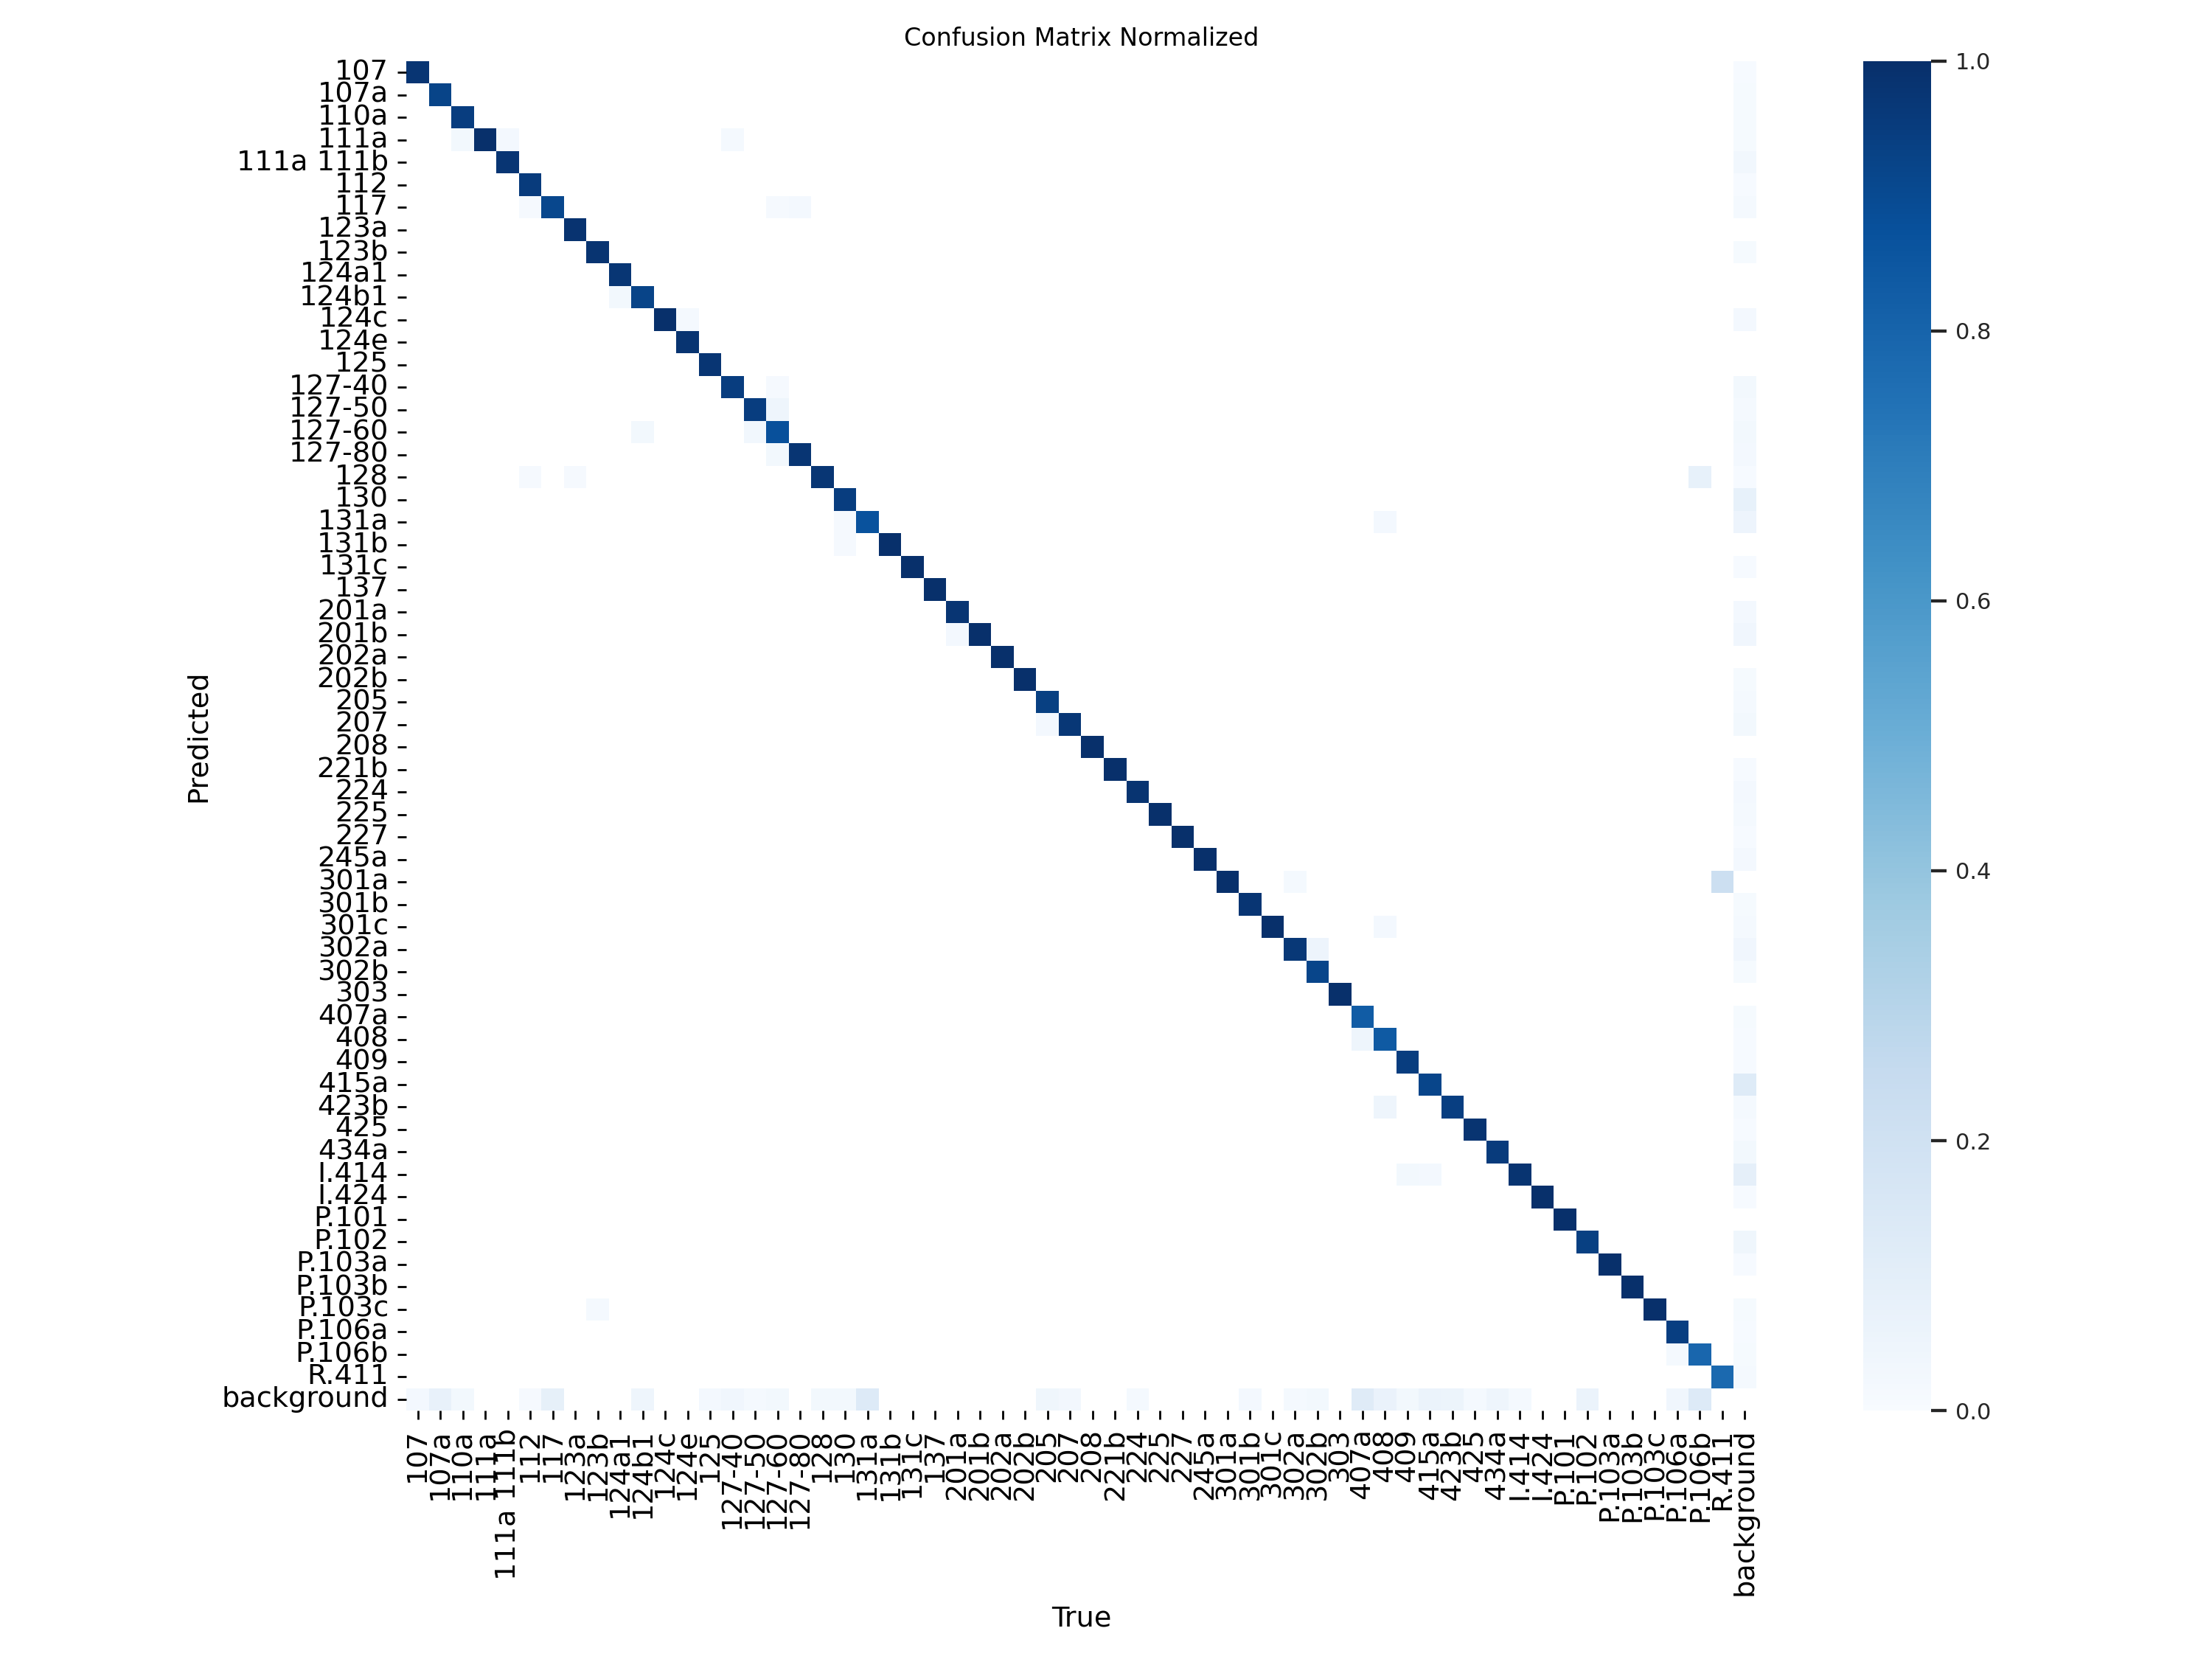 Confusion Matrix Normalized
107
107a
110a
111a
111a 111b
112
117
123a
123b
124a1
124b1
124c
124e
125
127-40
127-50
127-60
127-80
128
130
131a
131b
131c
137
201a
201b
202a
202b
205
207
208
221b
224
225
227
245a
301a
301b
301c
302a
302b
303
407a
408
409
415a
423b
425
434a
I.414
I.424
P.101
P.102
P.103a
P.103b
P.103c
P.106a
P.106b
R.411
background
Predicted
107
107a
110a
111a
111a 111b
112
117
123a
123b
124a1
124b1
124c
124e
125
127-40
127-50
127-60
127-80
128
130
131a
131b
131c
137
201a
201b
202a
202b
205
207
208
221b
224
225
227
245a
301a
301b
301c
302a
302b
303
407a
408
409
415a
423b
425
434a
I.414
I.424
P.101
P.102
P.103a
P.103b
P.103c
P.106a
P.106b
R.411
background
True
1.0
0.8
0.6
0.4
0.2
0.0